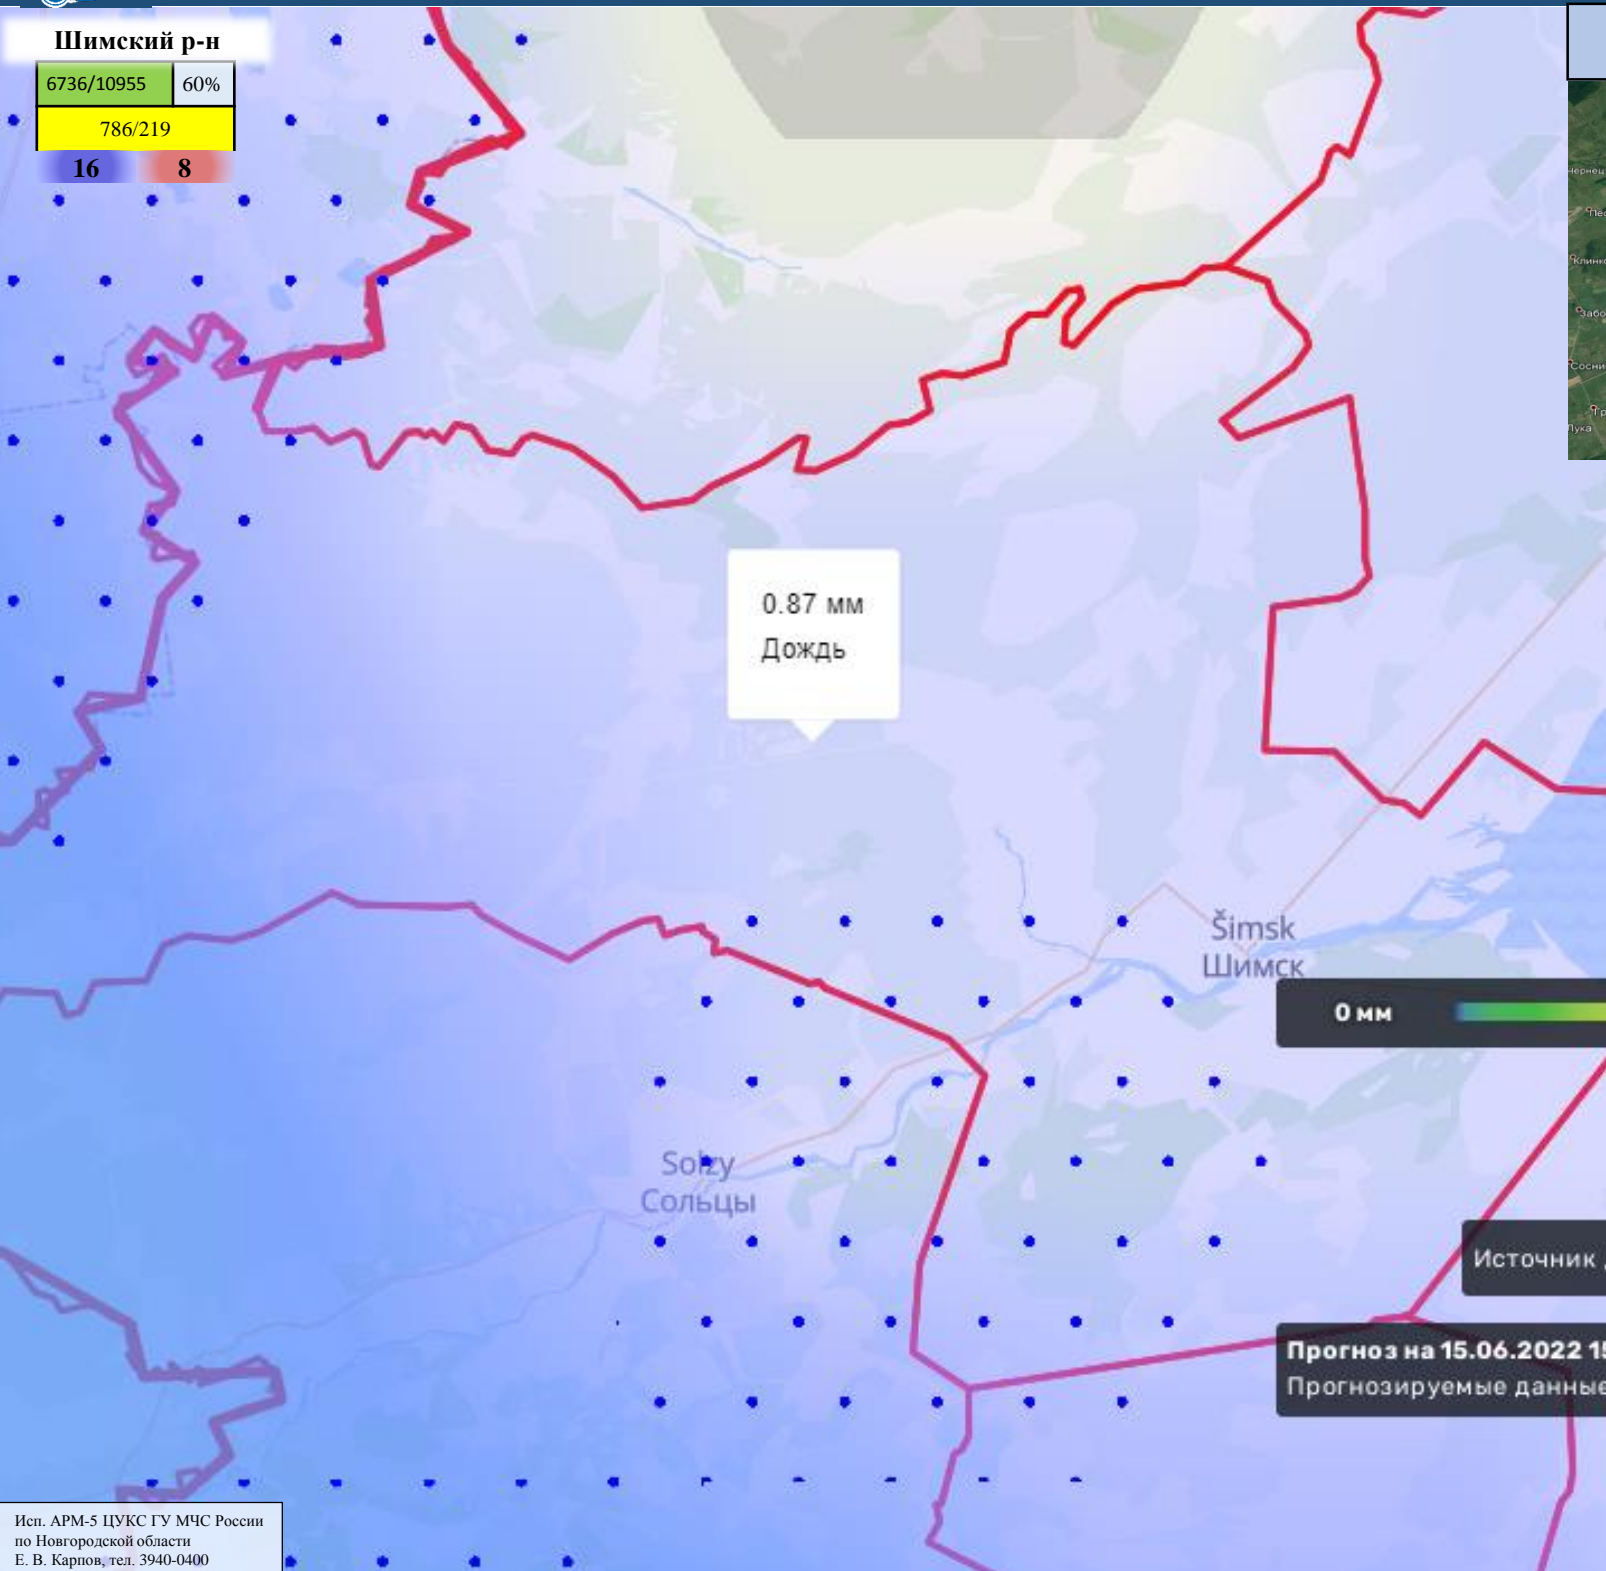 Шимский р-н
6736/10955 60%
786/219
16 8
0.87 мм
Дождь
Šimsk
Шимск
0 мм
Solzy
Сольцы
Источник
Прогноз на 15.06.2022 15
Прогнозируемые данные
Исп. АРМ-5 ЦУКС ГУ МЧС России
по Новгородской области
Е. В. Карпов, тел. 3940-0400
Лука